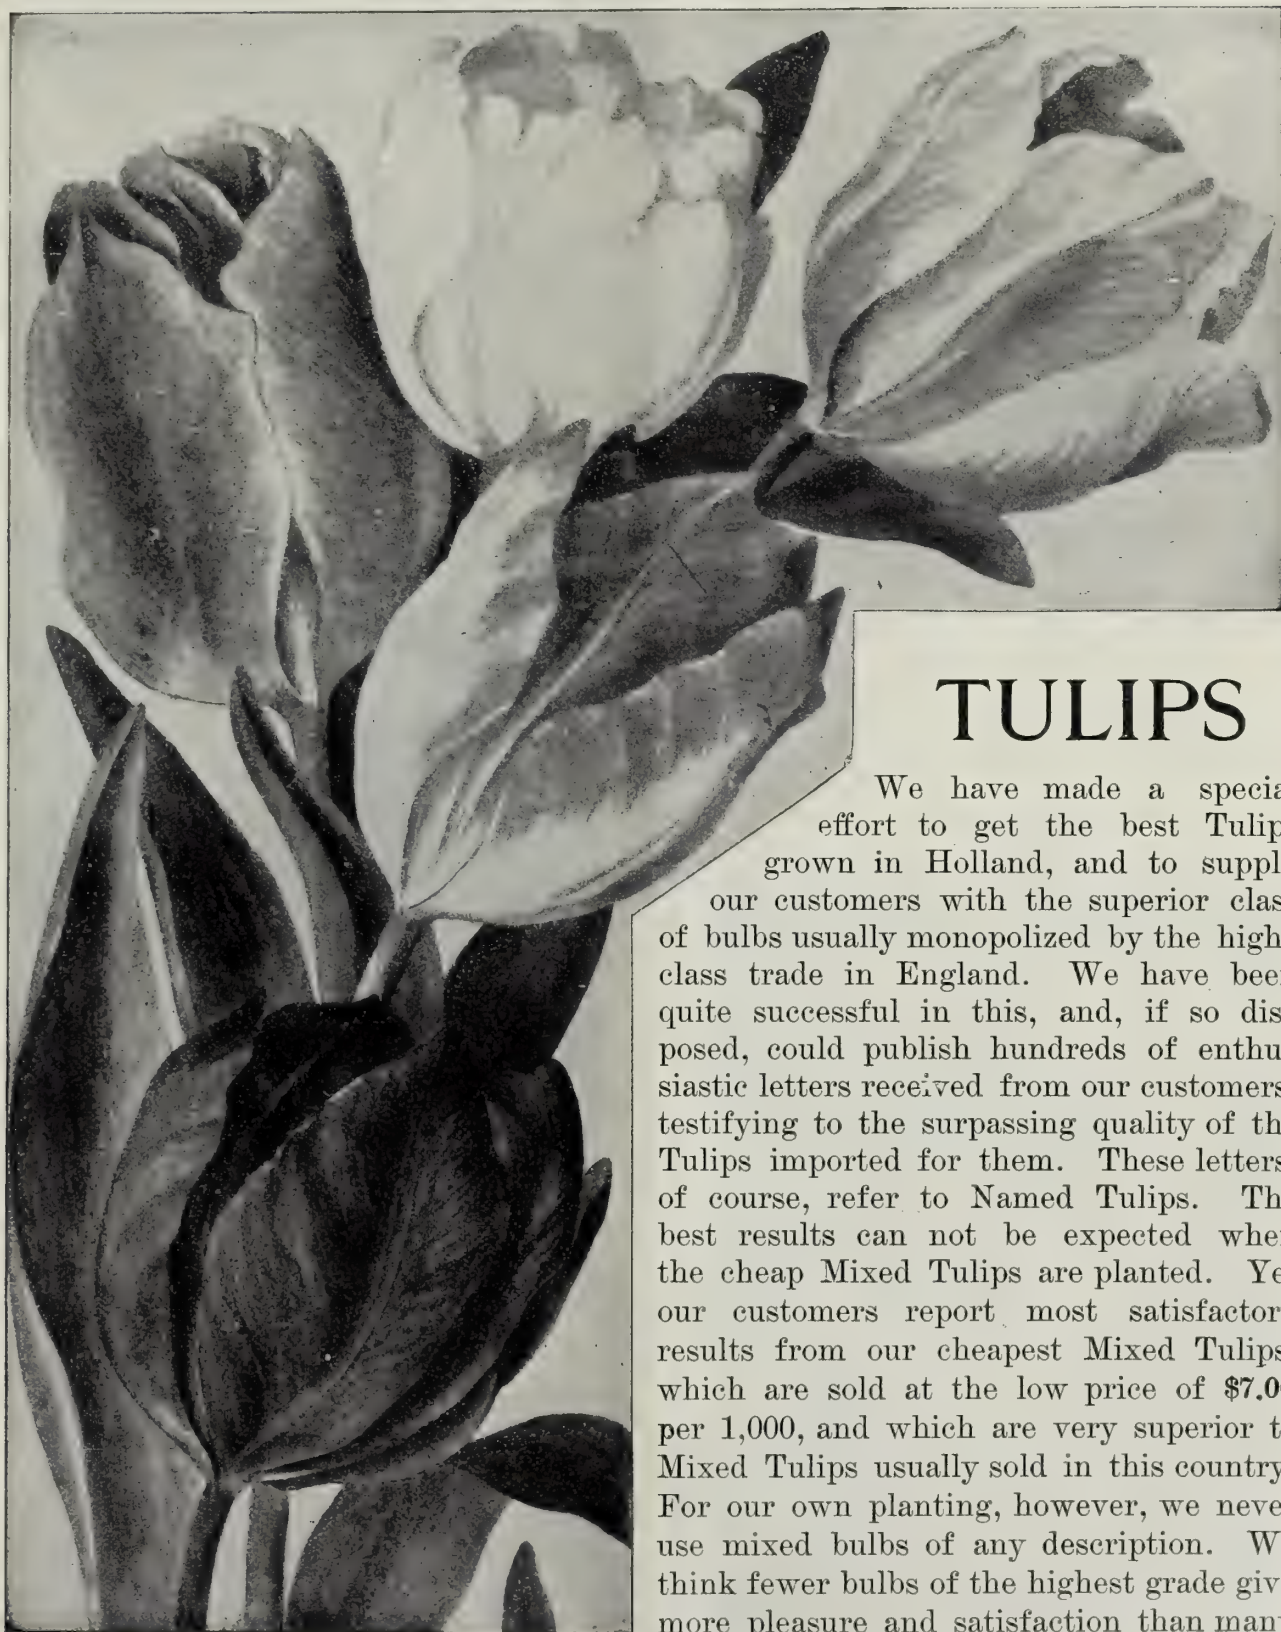 TULIPS
We have made a specia
effort to get the best Tulip
grown in Holland, and to suppl
our customers with the superior clas
of bulbs usually monopolized by the high
class trade in England. We have bee
quite successful in this, and, if so dis
posed, could publish hundreds of enthu
siastic letters received from our customers
testifying to the surpassing quality of th
Tulips imported for them. These letters
of course, refer to Named Tulips. Th
best results can not be expected whe
the cheap Mixed Tulips are planted. Ye
our customers report most satisfactor
results from our cheapest Mixed Tulips
which are sold at the low price of $7.0
per 1,000, and which are very superior t
Mixed Tulips usually sold in this country
For our own planting, however, we neve
use mixed bulbs of any description. W
think fewer bulbs of the highest grade giv
more pleasure and satisfaction than man